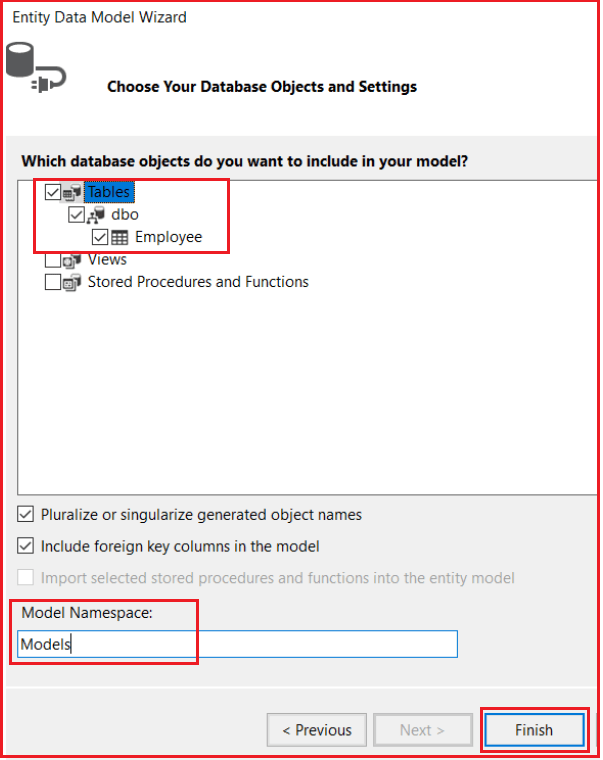 Entity Data Model Wizard
Choose Your Database Objects and Settings
Which database objects do you want to include in your model?
Tables
dbo
Employee
Views
Stored Procedures and Functions
Pluralize or singularize generated object names
Include foreign key columns in the model
Import selected stored procedures and functions into the entity model
Model Namespace:
Models
< Previous Next > Finish